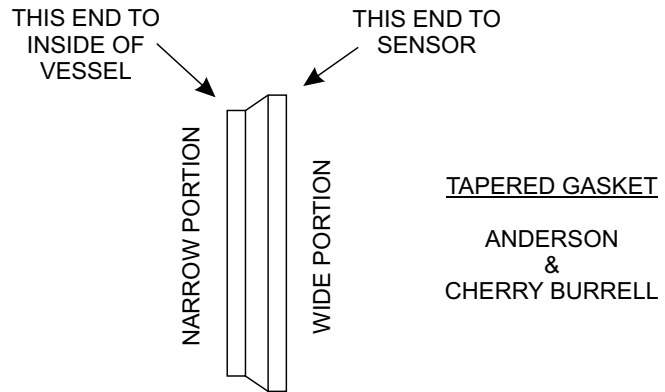 THIS END TO
INSIDE OF
VESSEL
THIS END TO
SENSOR
NARROW PORTION
WIDE PORTION
TAPERED GASKET
ANDERSON
&
CHERRY BURRELL